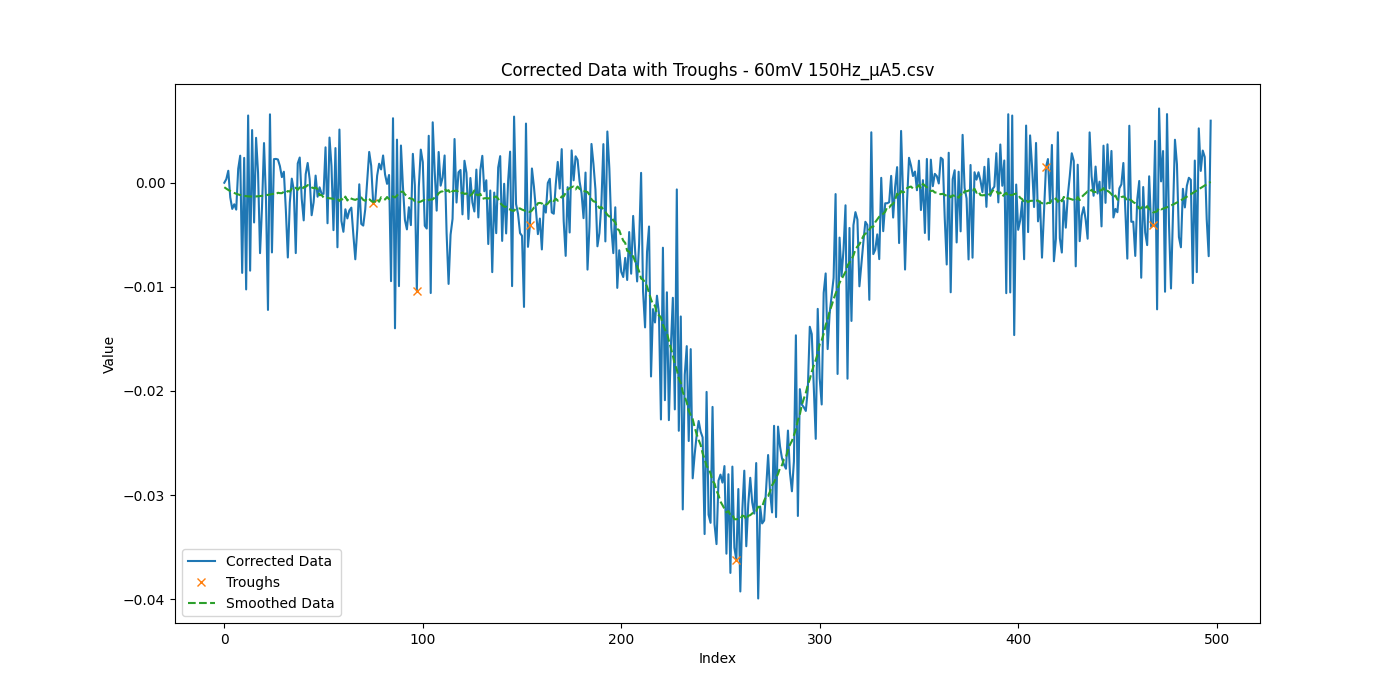 Corrected Data with Troughs - 60mV 150Hz_μA5.csv
Value
0.00
−0.01
−0.02
−0.03
−0.04
Corrected Data
Troughs
Smoothed Data
0 100 200 300 400 500
Index